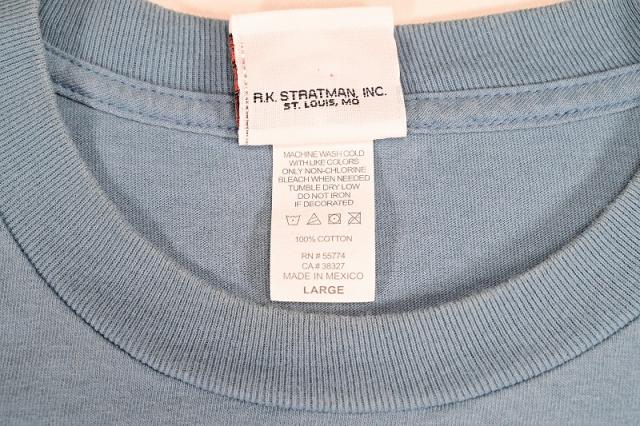 R.K. STRATMAN, INC.
ST. LOUIS, MO
MACHINE WASH COLD
WITH LIKE COLORS
ONLY NON-CHLORINE
BLEACH WHEN NEEDED
TUMBLE DRY LOW
DO NOT IRON
IF DECORATED
100% COTTON
RN # 55774
CA # 38327
MADE IN MEXICO
LARGE